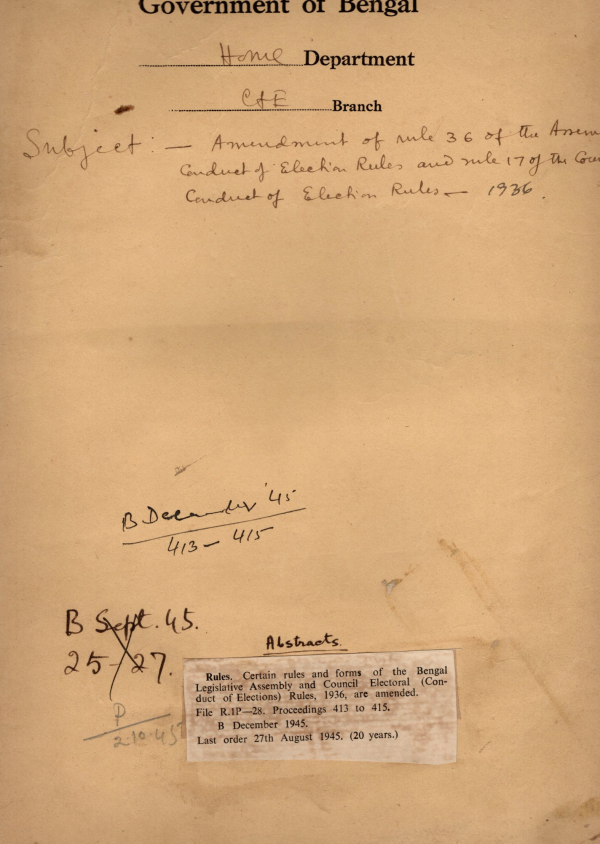 Government of Bengal
Home Department
C&E Branch
Subject :— Amendment of rule 36 of the Assem
Conduct of Election Rules and rule 17 of the Coun
Conduct of Election Rules — 1936.
B December '45
413 — 415
B Sept. 45.
25/27.
P
2.10.45
Abstracts.
Rules. Certain rules and forms of the Bengal
Legislative Assembly and Council Electoral (Con-
duct of Elections) Rules, 1936, are amended.
File R.1P—28. Proceedings 413 to 415.
B December 1945.
Last order 27th August 1945. (20 years.)